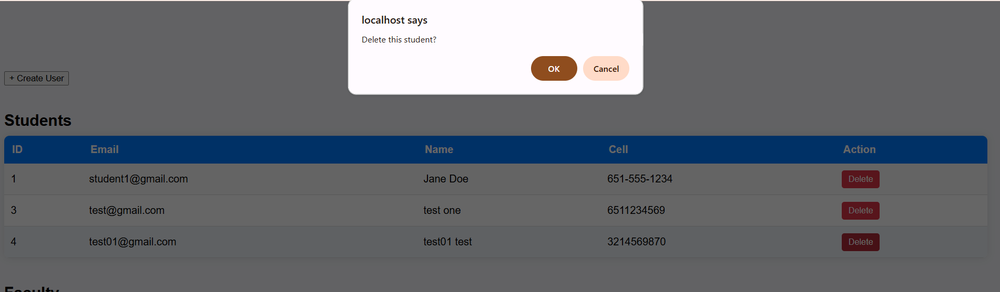 localhost says
Delete this student?
OK Cancel
+ Create User
Students
ID Email Name Cell Action
1 student1@gmail.com Jane Doe 651-555-1234 Delete
3 test@gmail.com test one 6511234569 Delete
4 test01@gmail.com test01 test 3214569870 Delete
Faculty